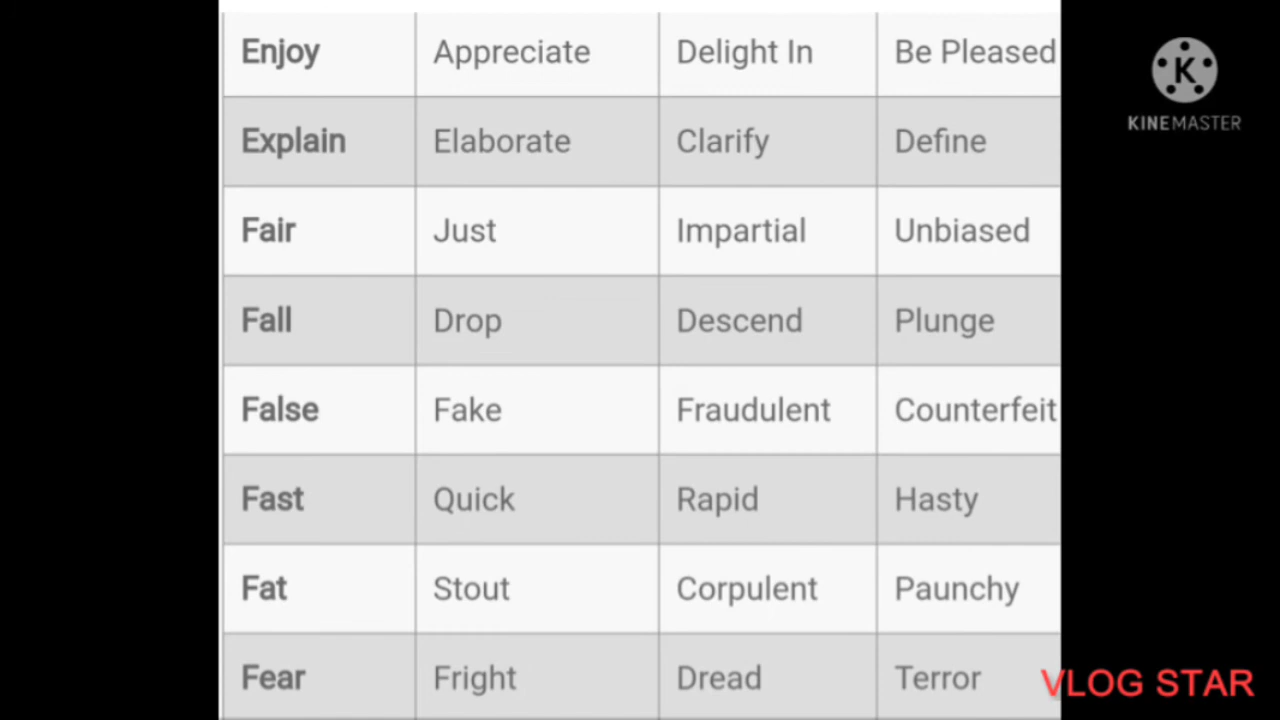 Enjoy Appreciate Delight In Be Pleased
Explain Elaborate Clarify Define
Fair Just Impartial Unbiased
Fall Drop Descend Plunge
False Fake Fraudulent Counterfeit
Fast Quick Rapid Hasty
Fat Stout Corpulent Paunchy
Fear Fright Dread Terror
K
KINEMASTER
VLOG STAR